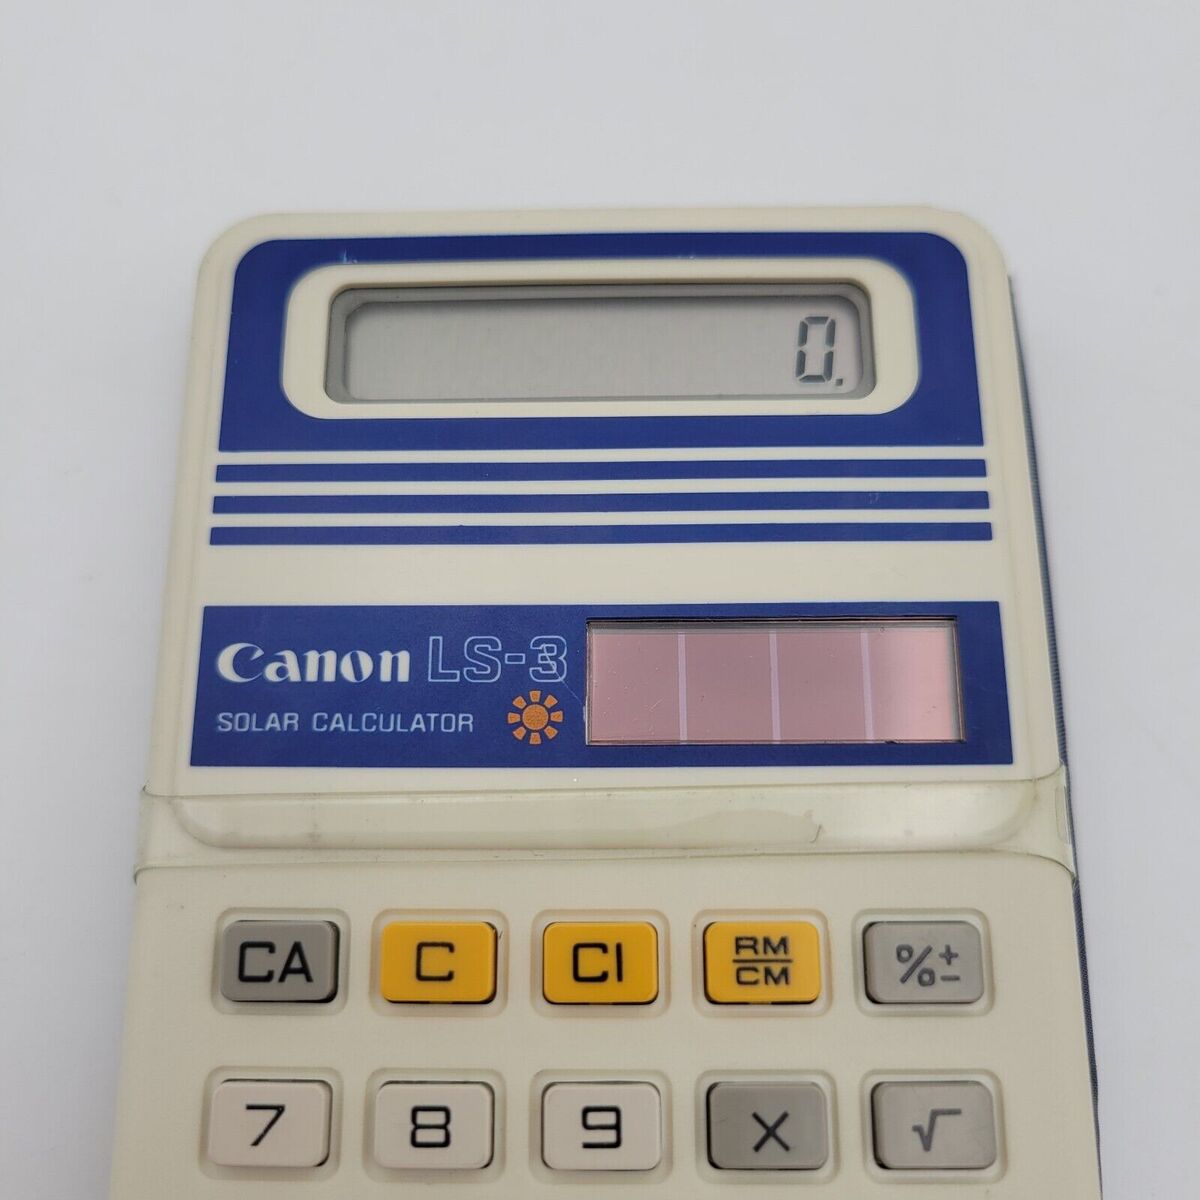 0.
Canon LS-3
SOLAR CALCULATOR
CA C CI RM/CM %±
7 8 9 X √